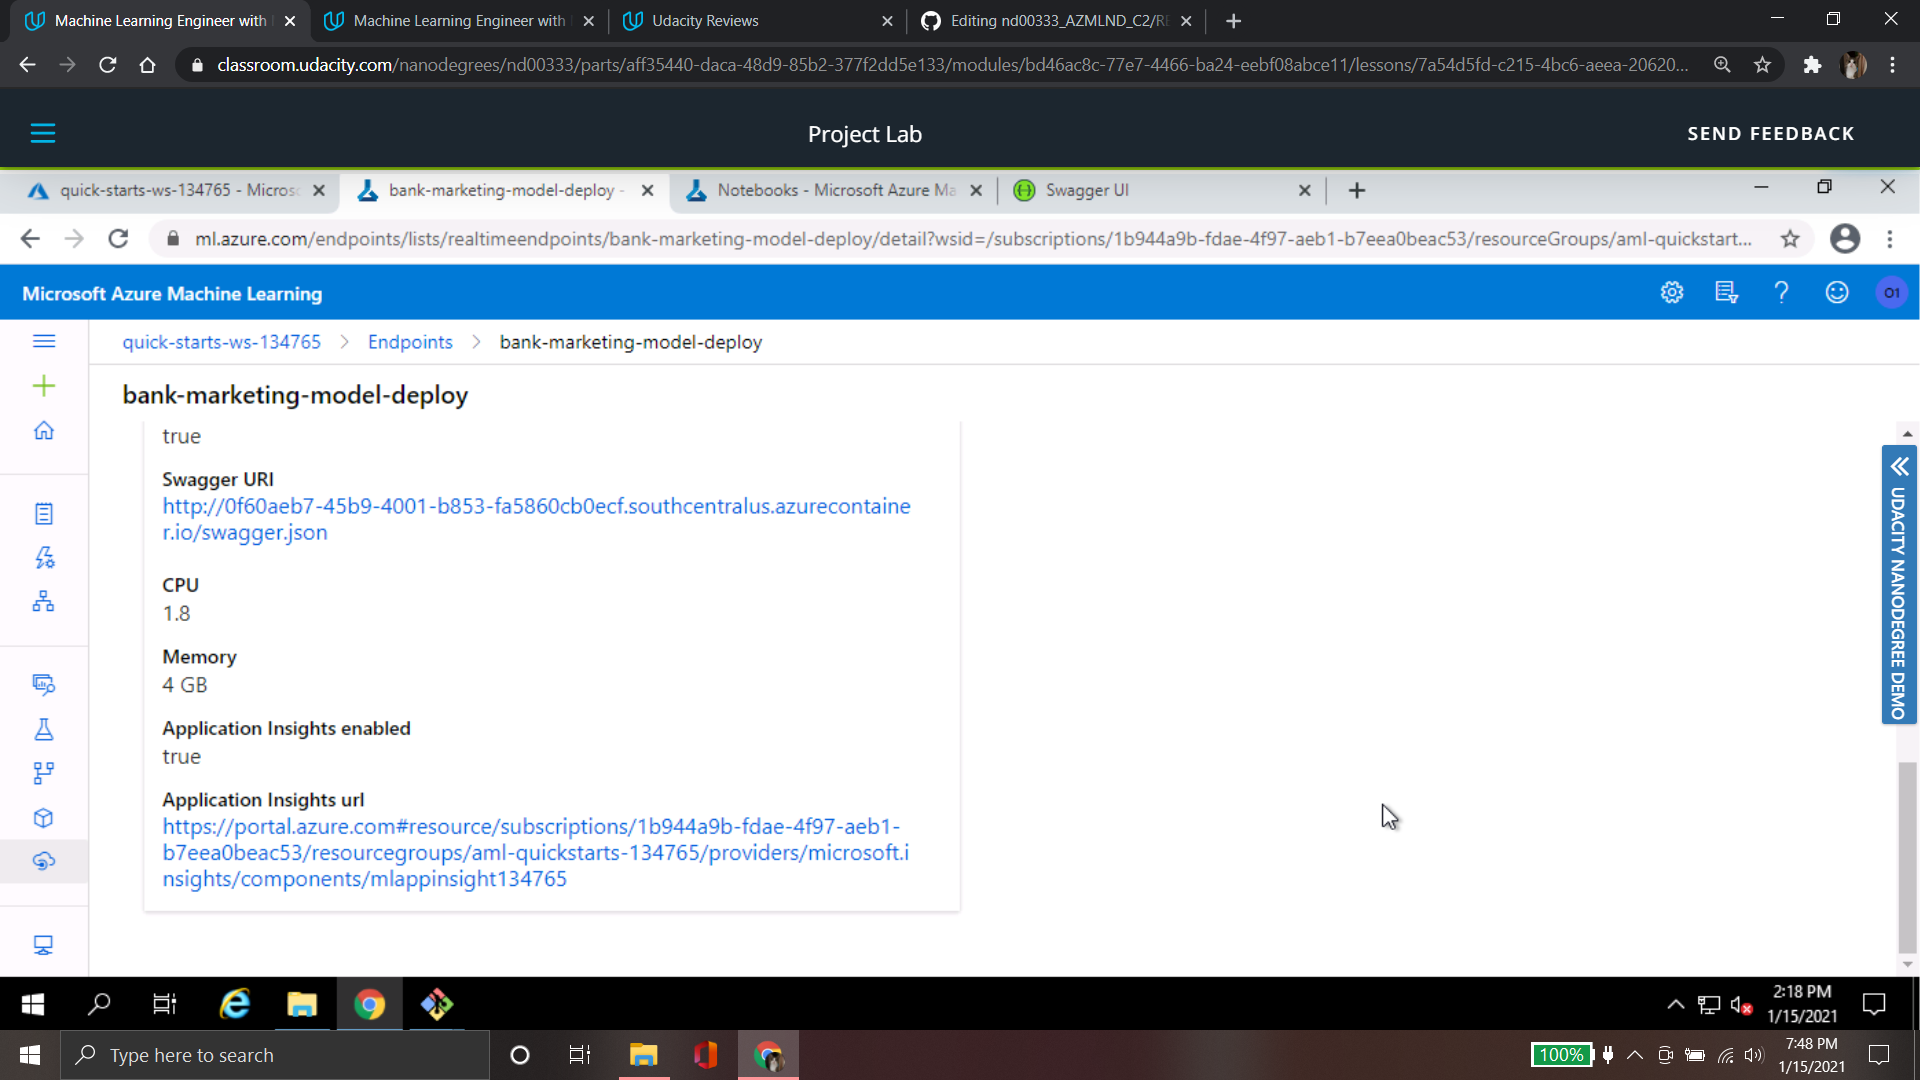 Machine Learning Engineer with
Machine Learning Engineer with
Udacity Reviews
Editing nd00333_AZMLND_C2/RE
classroom.udacity.com/nanodegrees/nd00333/parts/aff35440-daca-48d9-85b2-377f2dd5e133/modules/bd46ac8c-77e7-4466-ba24-eebf08abce11/lessons/7a54d5fd-c215-4bc6-aeea-20620...
Project Lab
SEND FEEDBACK
quick-starts-ws-134765 - Microso
bank-marketing-model-deploy -
Notebooks - Microsoft Azure Ma
Swagger UI
ml.azure.com/endpoints/lists/realtimeendpoints/bank-marketing-model-deploy/detail?wsid=/subscriptions/1b944a9b-fdae-4f97-aeb1-b7eea0beac53/resourceGroups/aml-quickstart...
Microsoft Azure Machine Learning
O1
quick-starts-ws-134765 > Endpoints > bank-marketing-model-deploy
bank-marketing-model-deploy
true
Swagger URI
http://0f60aeb7-45b9-4001-b853-fa5860cb0ecf.southcentralus.azurecontaine
r.io/swagger.json
CPU
1.8
Memory
4 GB
Application Insights enabled
true
Application Insights url
https://portal.azure.com#resource/subscriptions/1b944a9b-fdae-4f97-aeb1-
b7eea0beac53/resourcegroups/aml-quickstarts-134765/providers/microsoft.i
nsights/components/mlappinsight134765
UDACITY NANODEGREE DEMO
2:18 PM
1/15/2021
Type here to search
100%
7:48 PM
1/15/2021